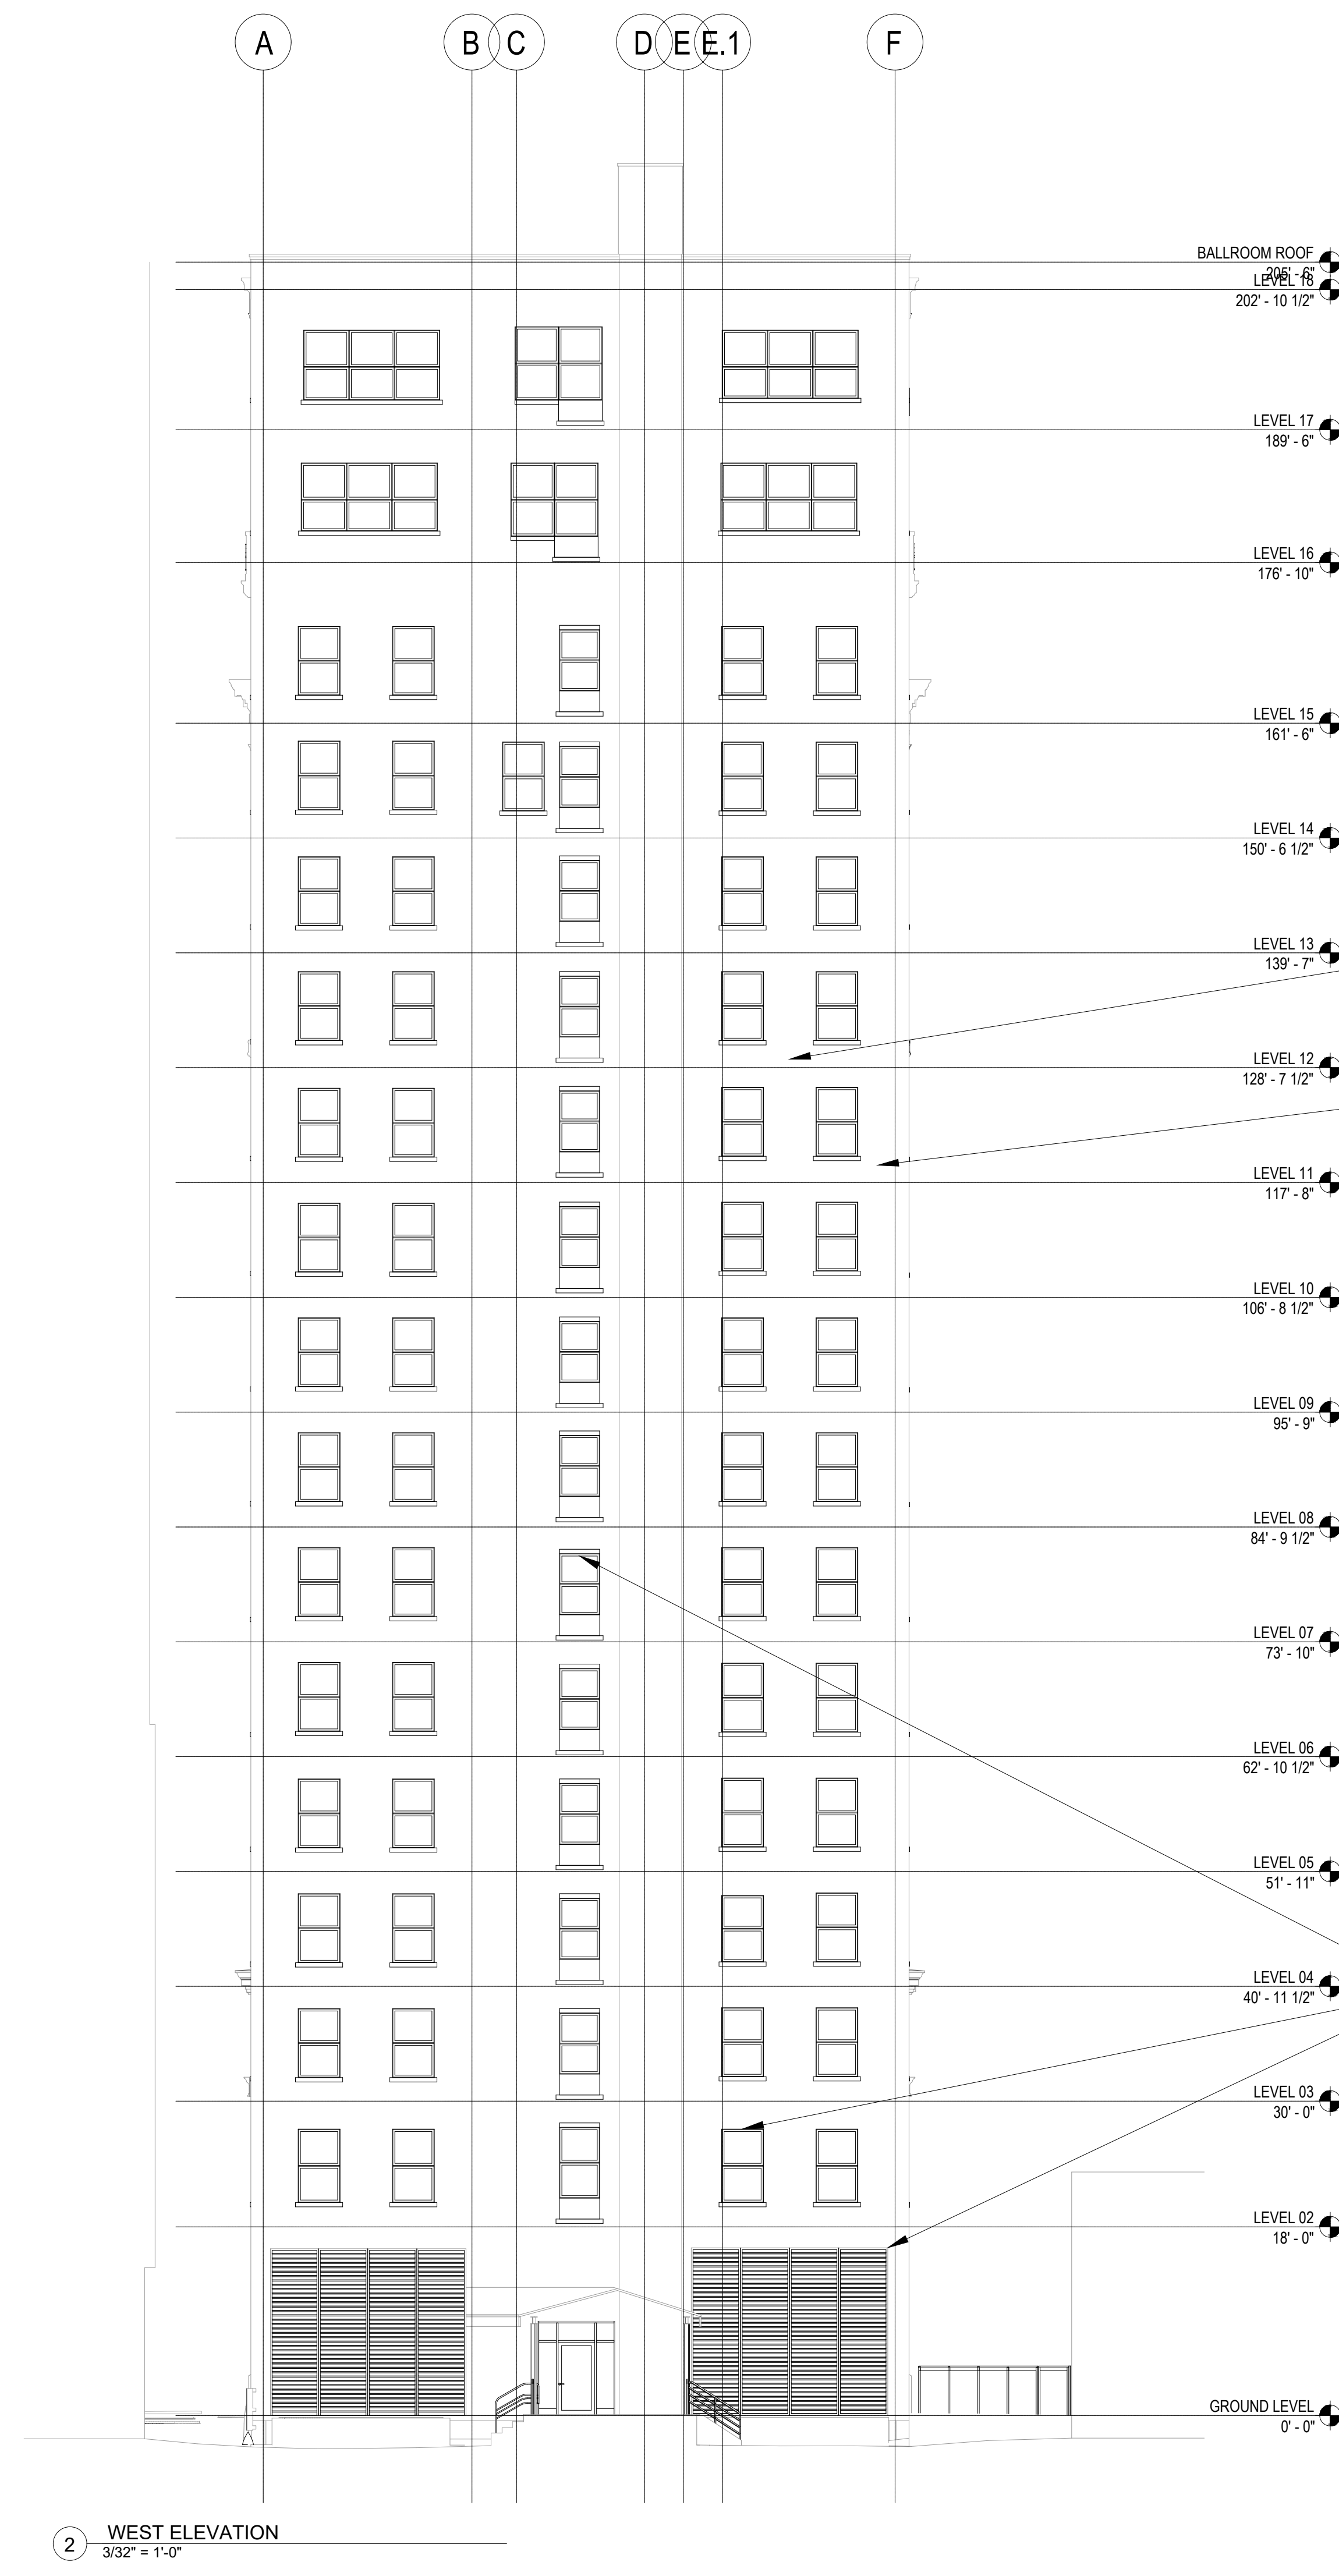 A B C D E E.1 F
BALLROOM ROOF
205' - 6"
LEVEL 18
202' - 10 1/2"
LEVEL 17
189' - 6"
LEVEL 16
176' - 10"
LEVEL 15
161' - 6"
LEVEL 14
150' - 6 1/2"
LEVEL 13
139' - 7"
LEVEL 12
128' - 7 1/2"
LEVEL 11
117' - 8"
LEVEL 10
106' - 8 1/2"
LEVEL 09
95' - 9"
LEVEL 08
84' - 9 1/2"
LEVEL 07
73' - 10"
LEVEL 06
62' - 10 1/2"
LEVEL 05
51' - 11"
LEVEL 04
40' - 11 1/2"
LEVEL 03
30' - 0"
LEVEL 02
18' - 0"
GROUND LEVEL
0' - 0"
2 WEST ELEVATION
3/32" = 1'-0"